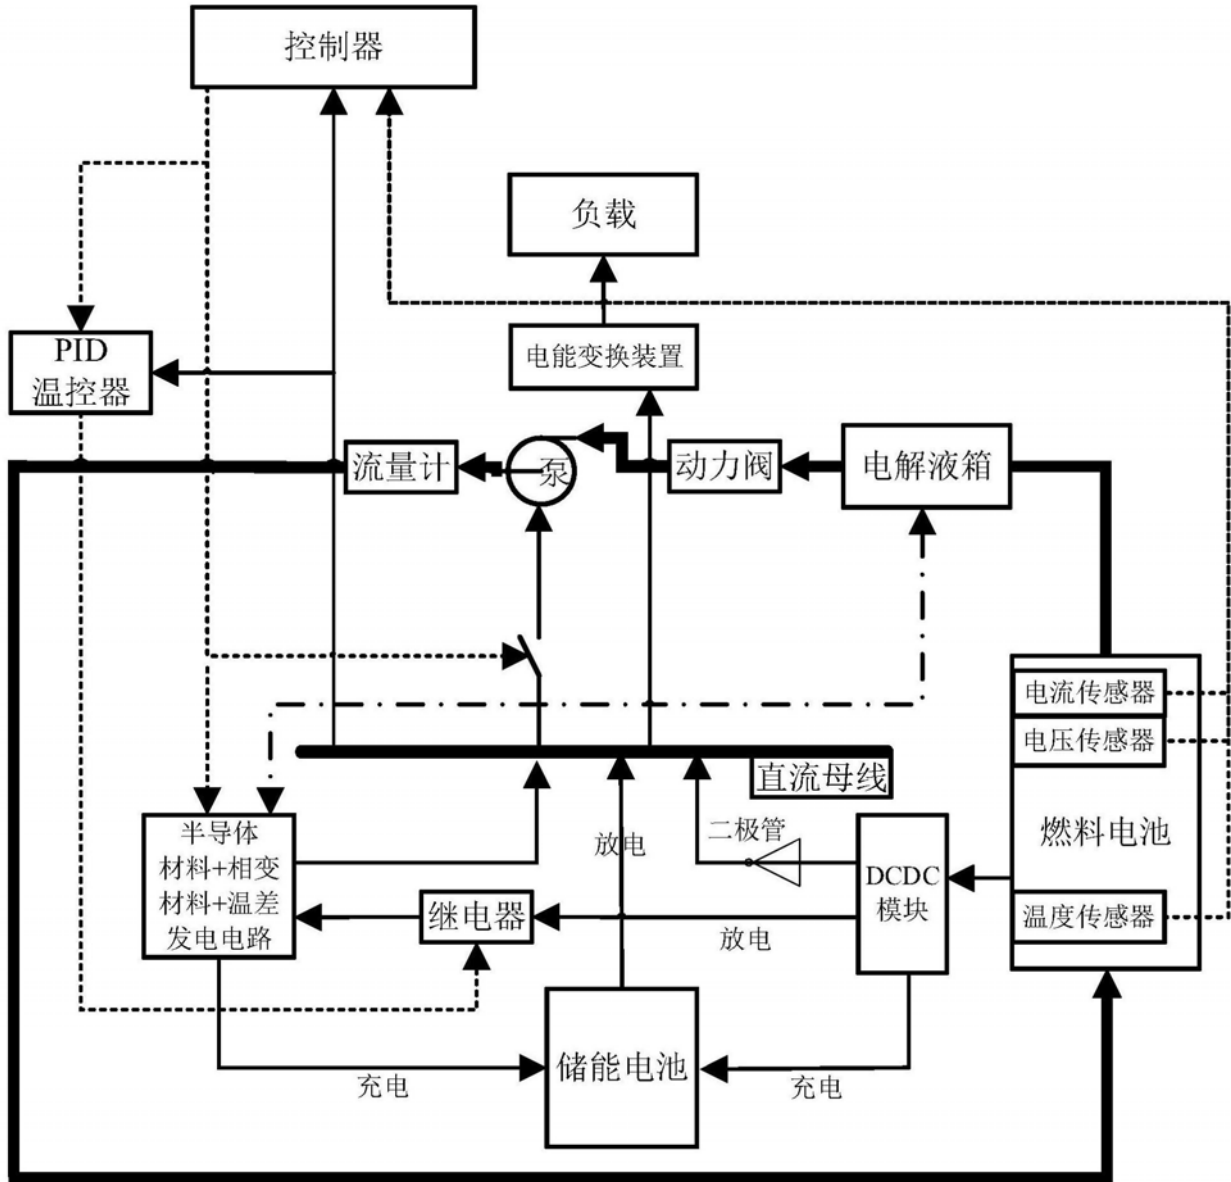 控制器
负载
电能变换装置
PID
温控器
流量计
泵
动力阀
电解液箱
电流传感器
电压传感器
直流母线
半导体
材料+相变
材料+温差
发电电路
放电
二极管
DCDC
模块
燃料电池
继电器
放电
温度传感器
储能电池
充电
充电